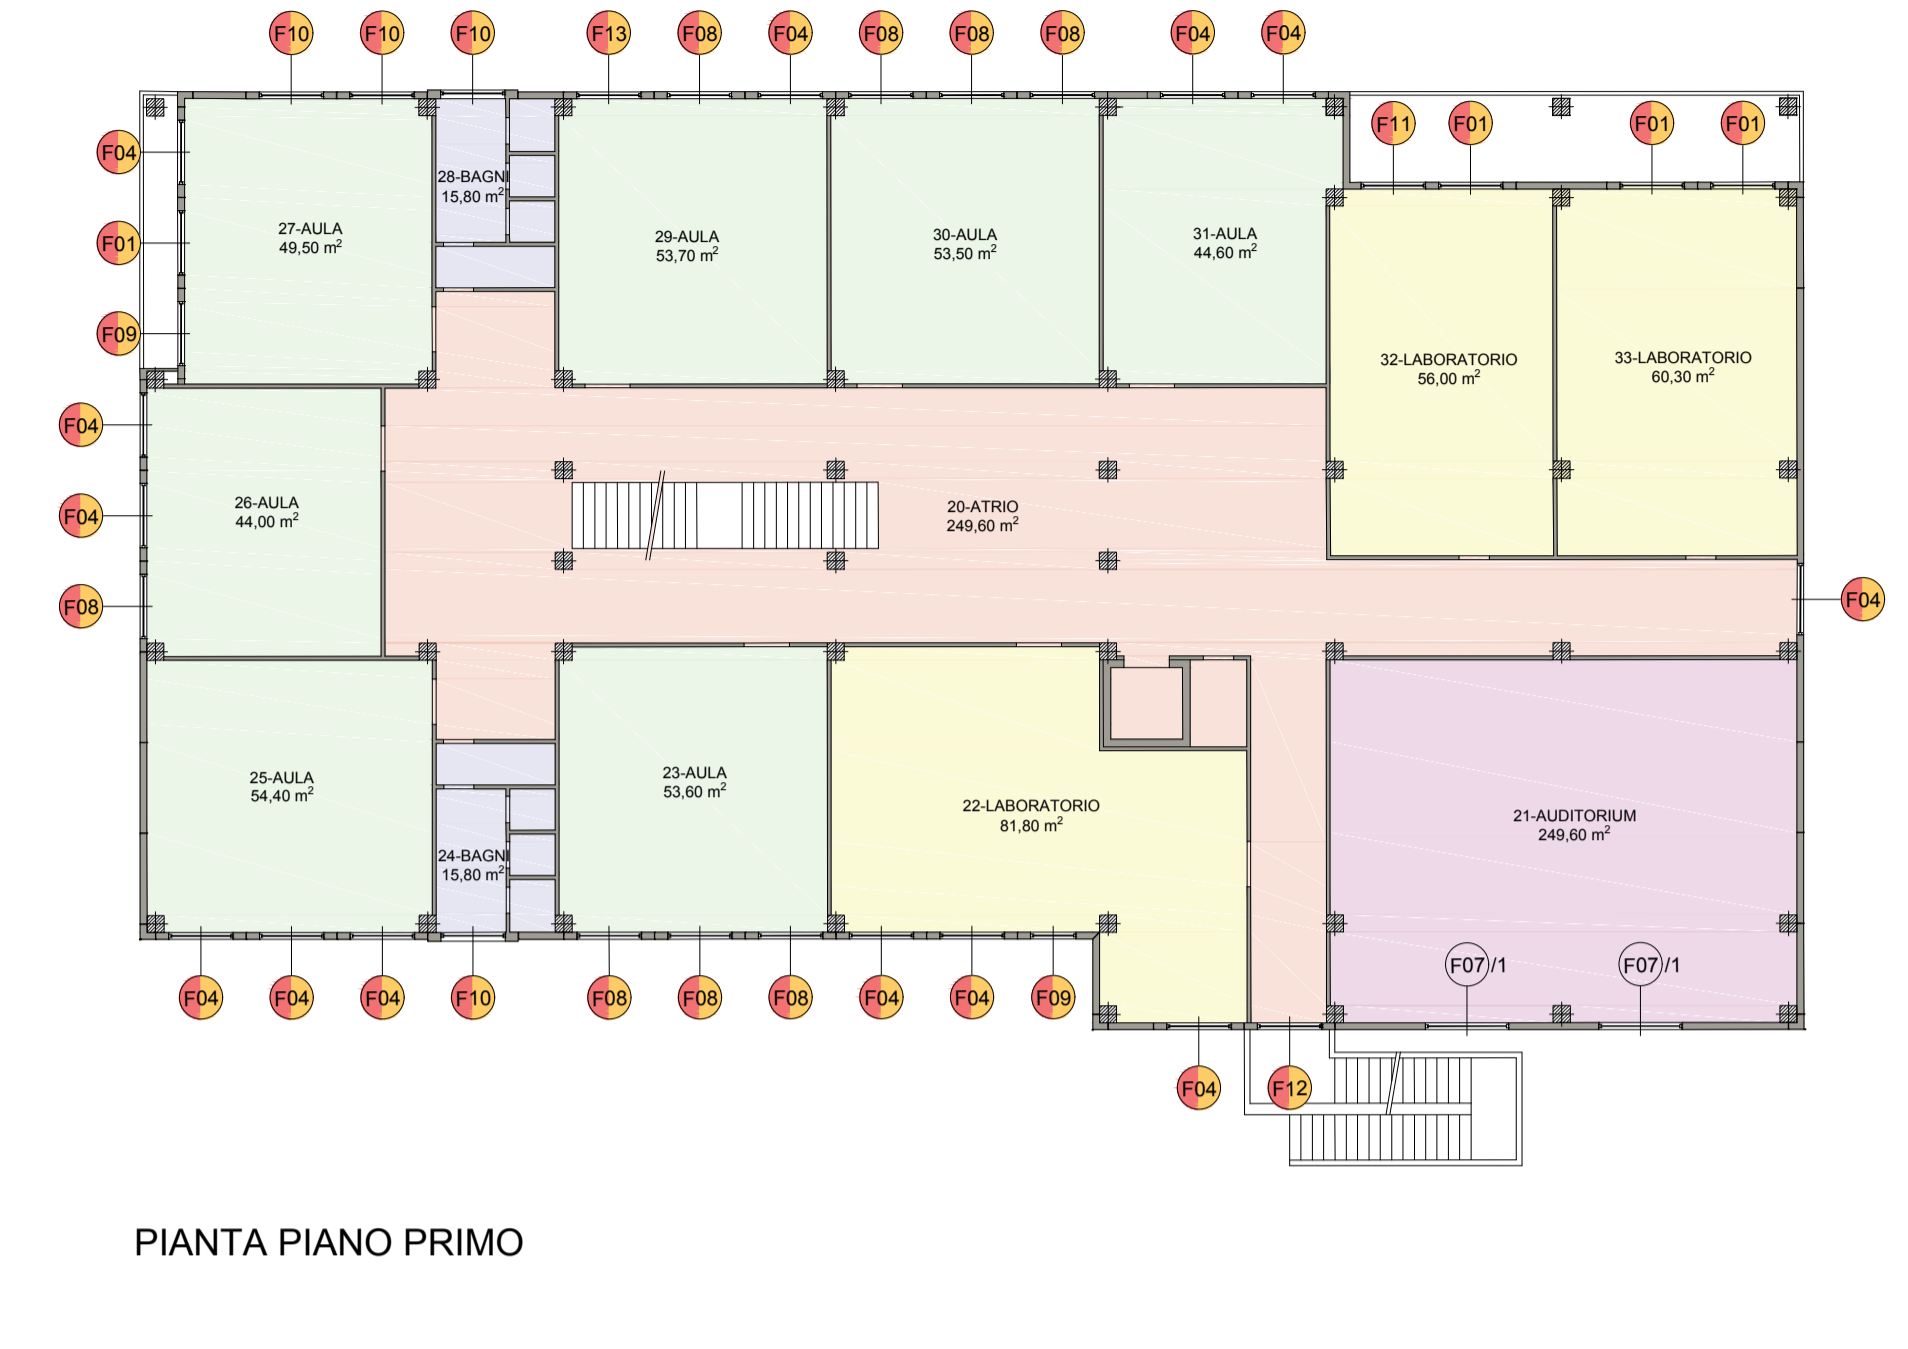 F10 F10 F10 F13 F08 F04 F08 F08 F08 F04 F04
F11 F01 F01 F01
F04
F01
F09
F04
F04
F08
F04
27-AULA
49,50 m²
28-BAGNI
15,80 m²
29-AULA
53,70 m²
30-AULA
53,50 m²
31-AULA
44,60 m²
32-LABORATORIO
56,00 m²
33-LABORATORIO
60,30 m²
26-AULA
44,00 m²
20-ATRIO
249,60 m²
25-AULA
54,40 m²
24-BAGNI
15,80 m²
23-AULA
53,60 m²
22-LABORATORIO
81,80 m²
21-AUDITORIUM
249,60 m²
F07/1 F07/1
F04 F04 F04 F10 F08 F08 F08 F04 F04 F09
F04 F12
PIANTA PIANO PRIMO